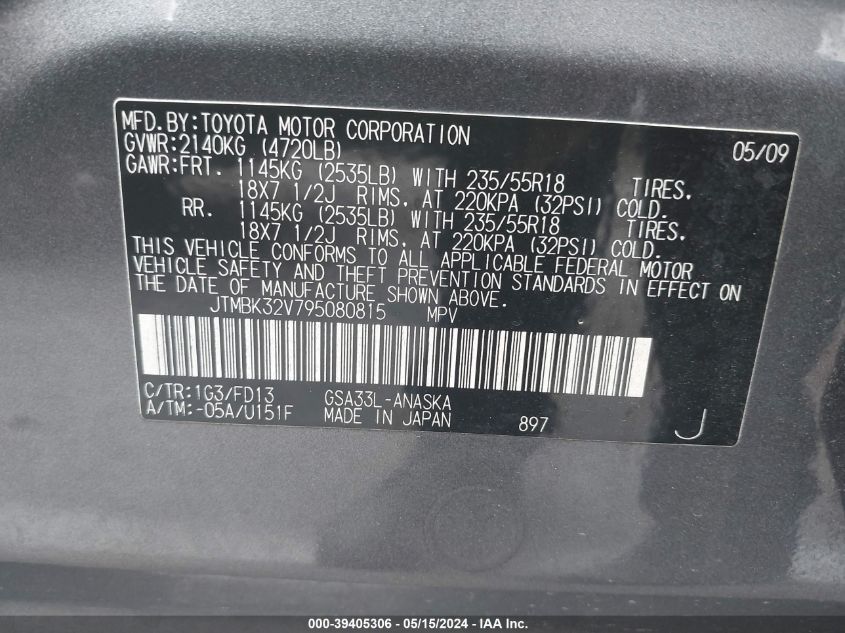 MFD.BY:TOYOTA MOTOR CORPORATION 05/09
GVWR:2140KG (4720LB)
GAWR:FRT. 1145KG (2535LB) WITH 235/55R18 TIRES.
18X7 1/2J RIMS. AT 220KPA (32PSI) COLD.
RR. 1145KG (2535LB) WITH 235/55R18 TIRES.
18X7 1/2J RIMS. AT 220KPA (32PSI) COLD.
THIS VEHICLE CONFORMS TO ALL APPLICABLE FEDERAL MOTOR
VEHICLE SAFETY AND THEFT PREVENTION STANDARDS IN EFFECT ON
THE DATE OF MANUFACTURE SHOWN ABOVE.
JTMBK32V795080815 MPV
C/TR:1G3/FD13 GSA33L-ANASKA
A/TM:-05A/U151F MADE IN JAPAN 897 J
000-39405306 - 05/15/2024 - IAA Inc.